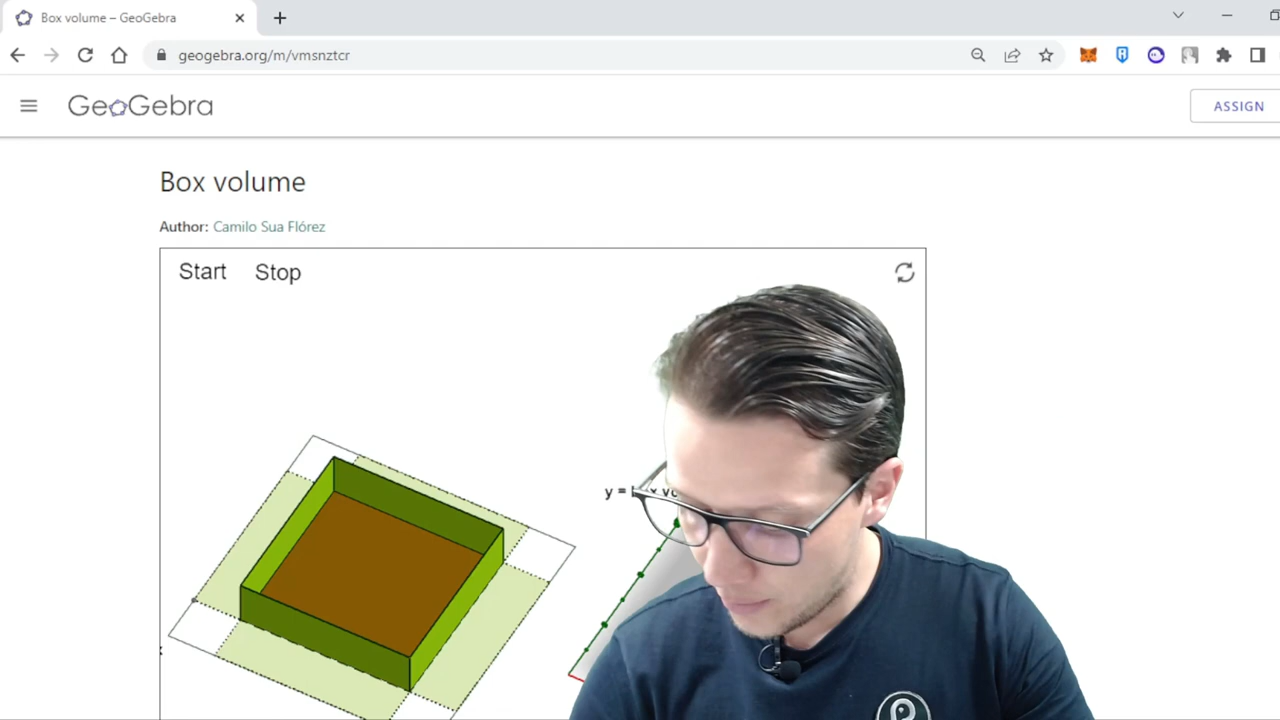 Box volume – GeoGebra
geogebra.org/m/vmsnztcr
GeoGebra
ASSIGN
Box volume
Author: Camilo Sua Flórez
Start Stop
y =